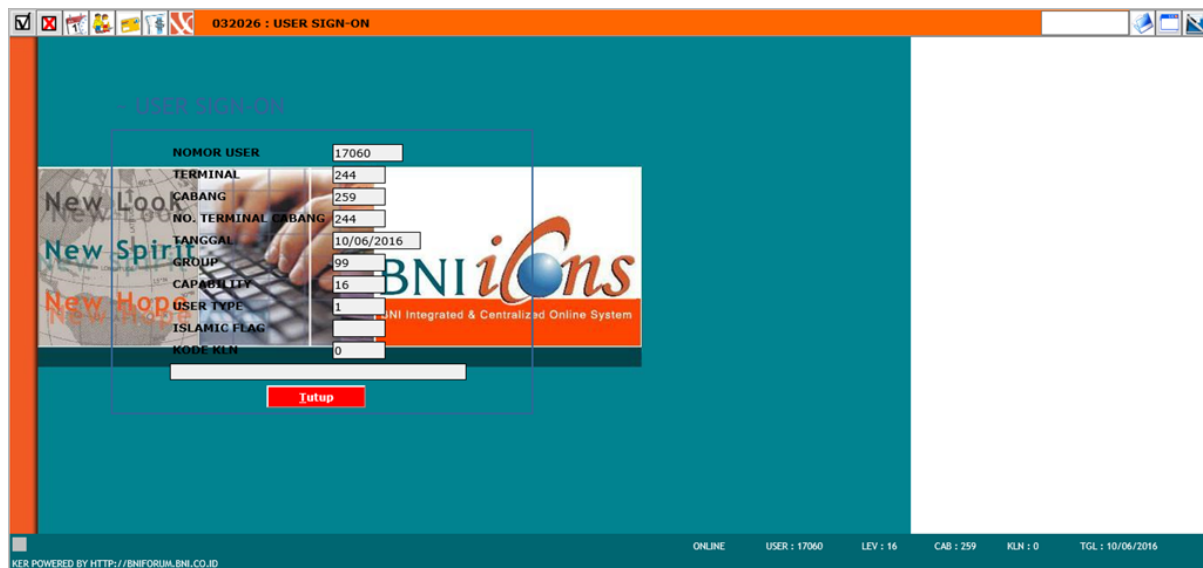 032026 : USER SIGN-ON
- USER SIGN-ON
NOMOR USER 17060
TERMINAL 244
CABANG 259
NO. TERMINAL CABANG 244
TANGGAL 10/06/2016
GROUP 99
CAPABILITY 16
USER TYPE 1
ISLAMIC FLAG
KODE KLN 0
Tutup
New Look
New Spirit
New Hope
BNI iCons
BNI Integrated & Centralized Online System
ONLINE USER : 17060 LEV : 16 CAB : 259 KLN : 0 TGL : 10/06/2016
KER POWERED BY HTTP://BNIFORUM.BNI.CO.ID